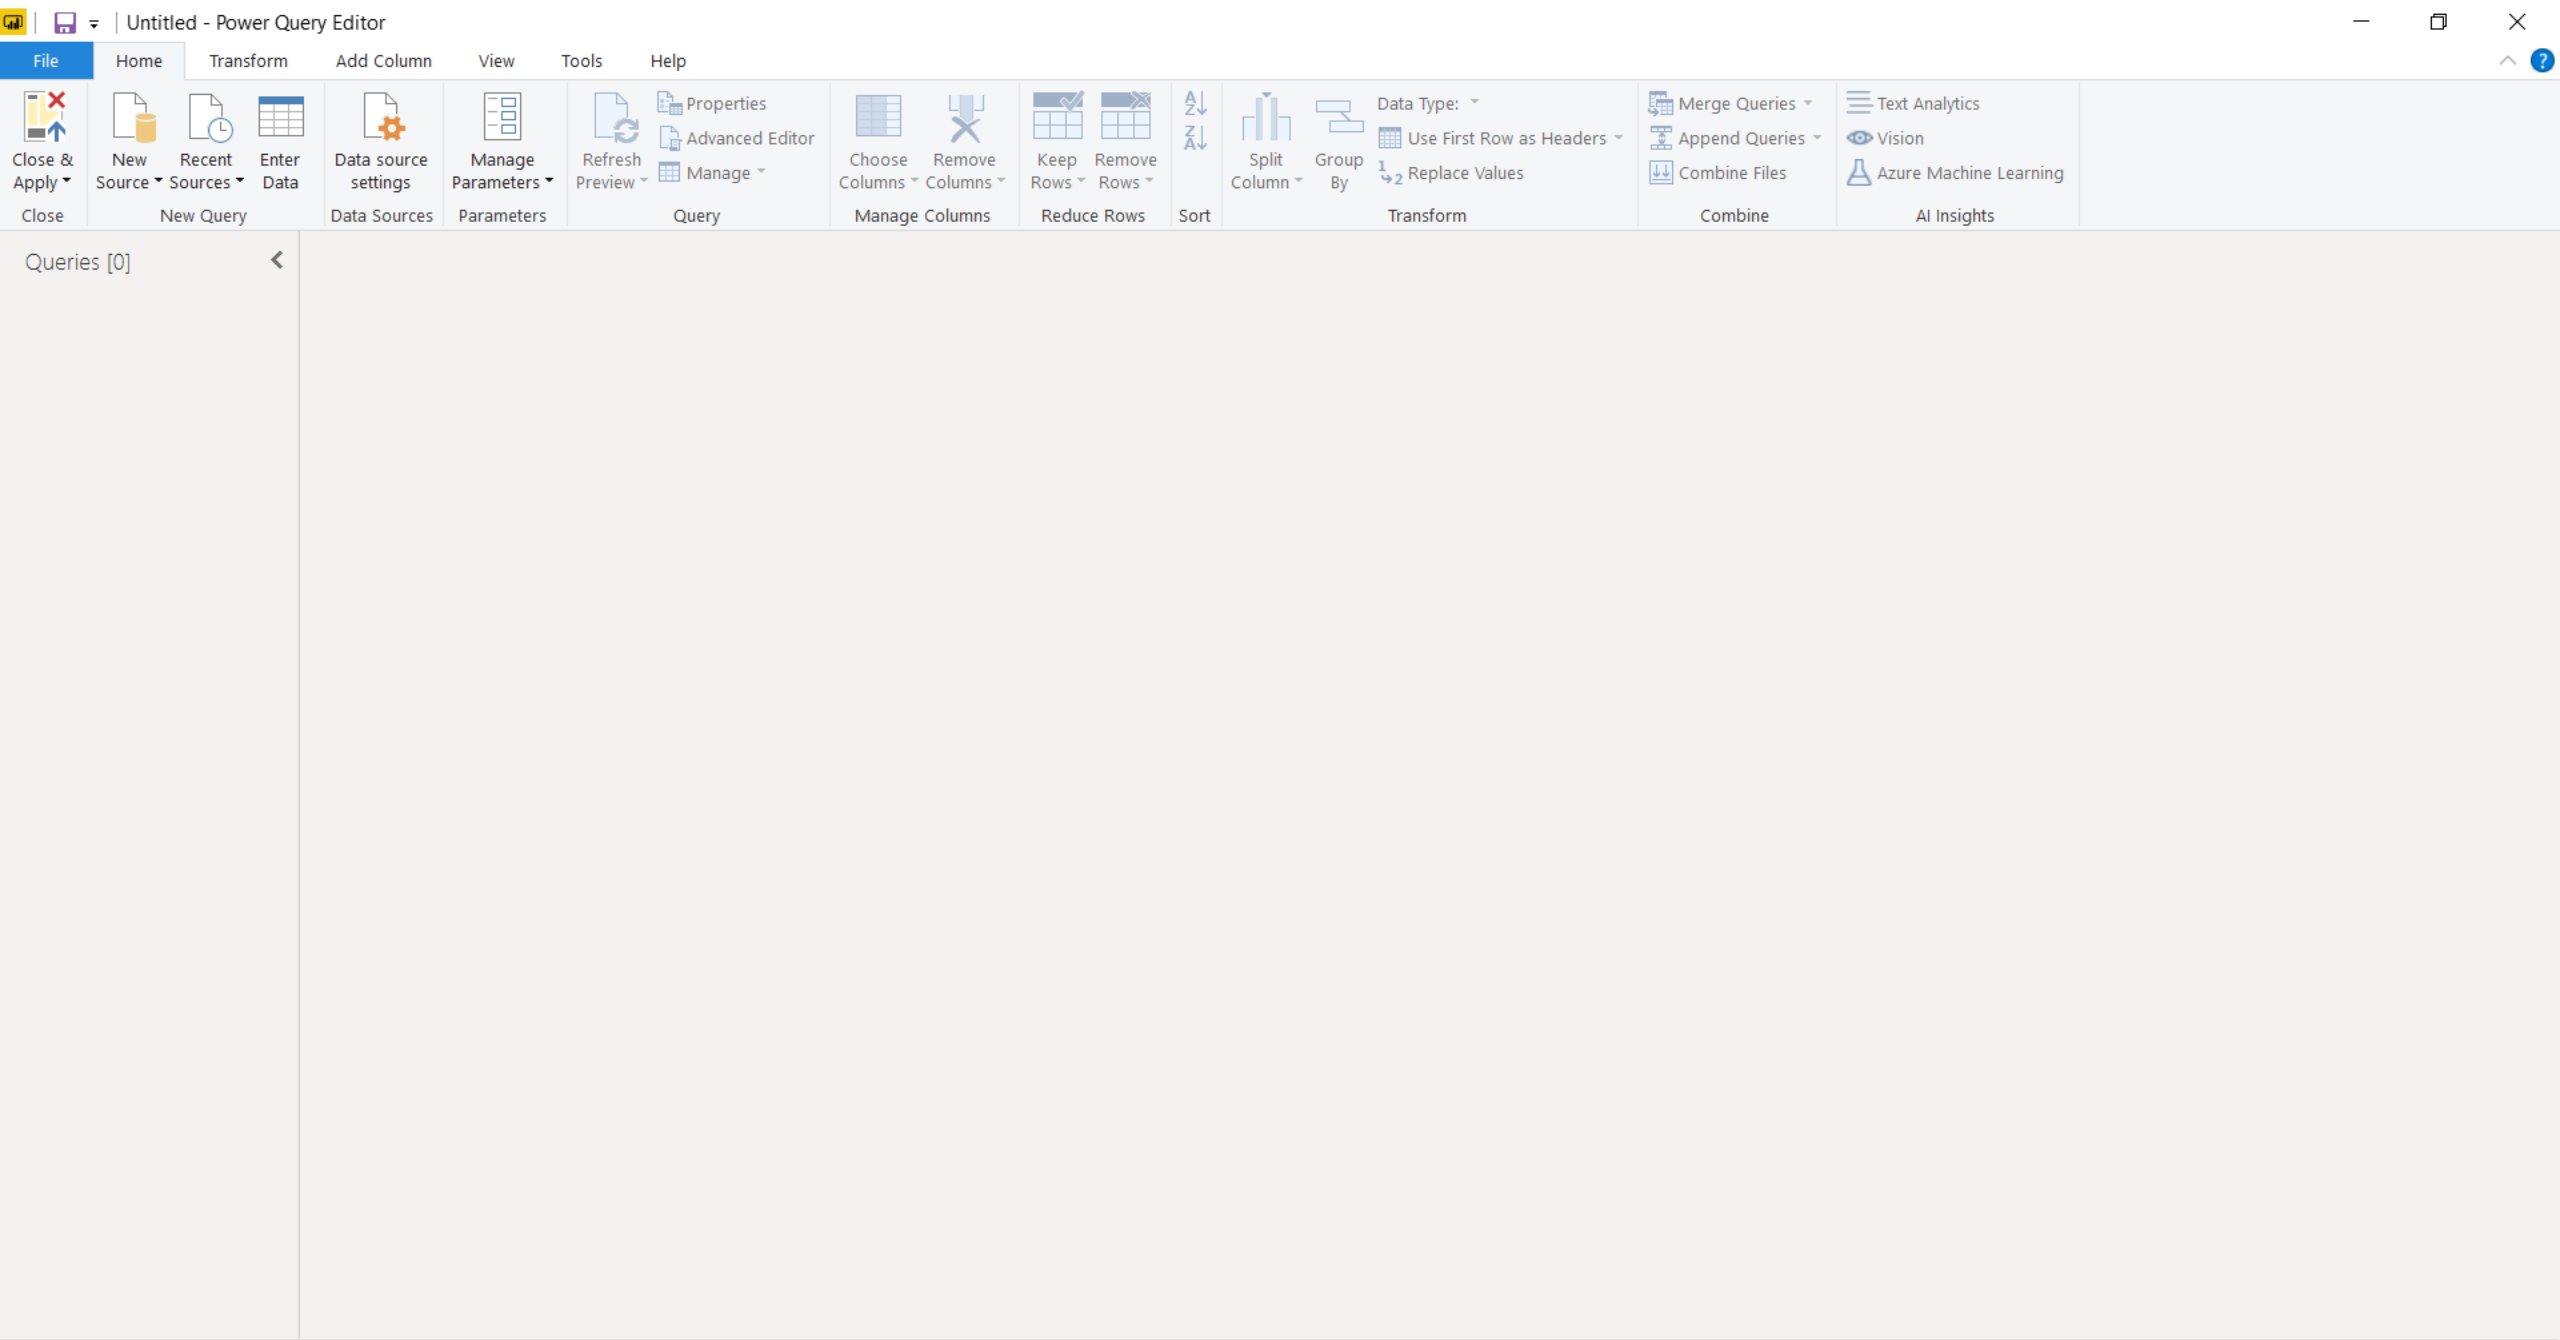 Untitled - Power Query Editor
File Home Transform Add Column View Tools Help
Close & Apply
Close
New Source
Recent Sources
Enter Data
New Query
Data source settings
Data Sources
Manage Parameters
Parameters
Refresh Preview
Properties
Advanced Editor
Manage
Query
Choose Columns
Remove Columns
Manage Columns
Keep Rows
Remove Rows
Reduce Rows
A Z
Z A
Sort
Split Column
Group By
Data Type:
Use First Row as Headers
1 2 Replace Values
Transform
Merge Queries
Append Queries
Combine Files
Combine
Text Analytics
Vision
Azure Machine Learning
AI Insights
?
Queries [0]